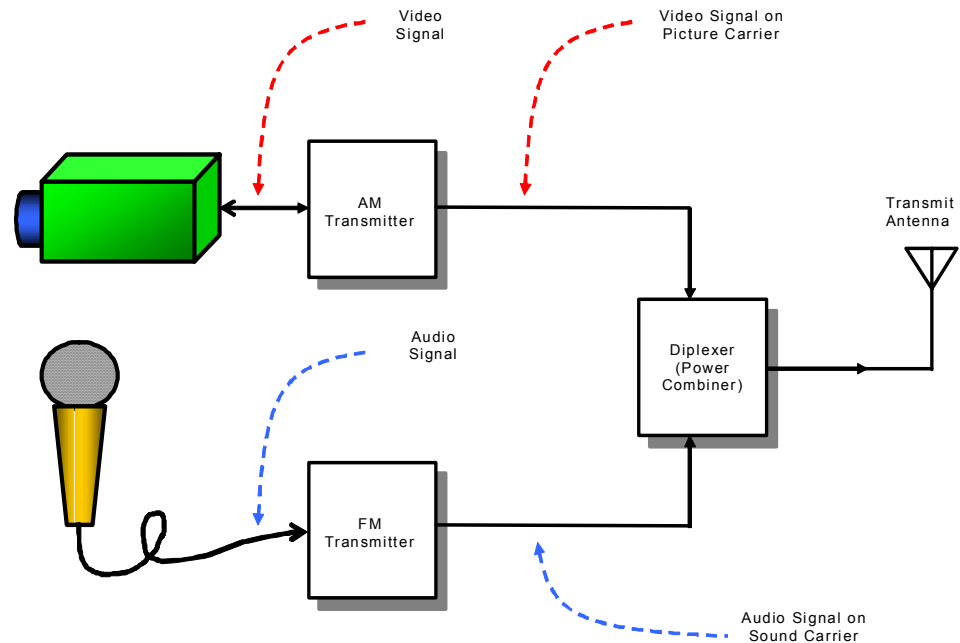 Video
Signal
Video Signal on
Picture Carrier
AM
Transmitter
Transmit
Antenna
Audio
Signal
Diplexer
(Power
Combiner)
FM
Transmitter
Audio Signal on
Sound Carrier